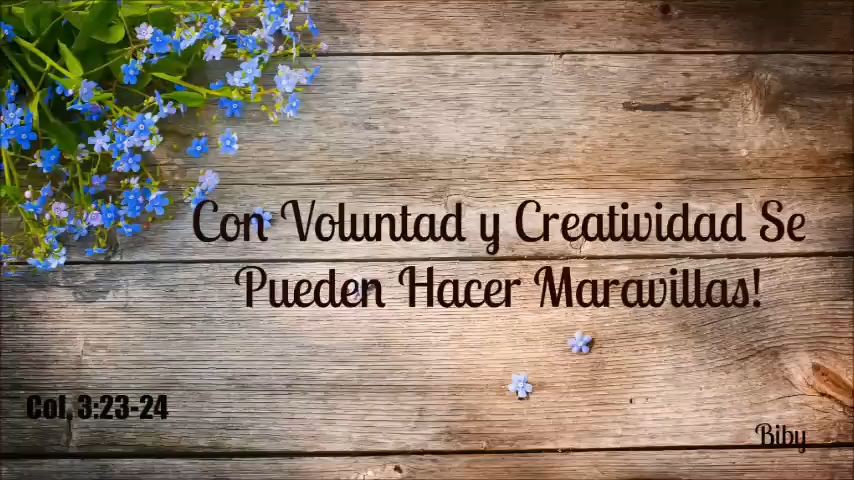 Con Voluntad y Creatividad Se
Pueden Hacer Maravillas!
Col, 3:23-24
Biby